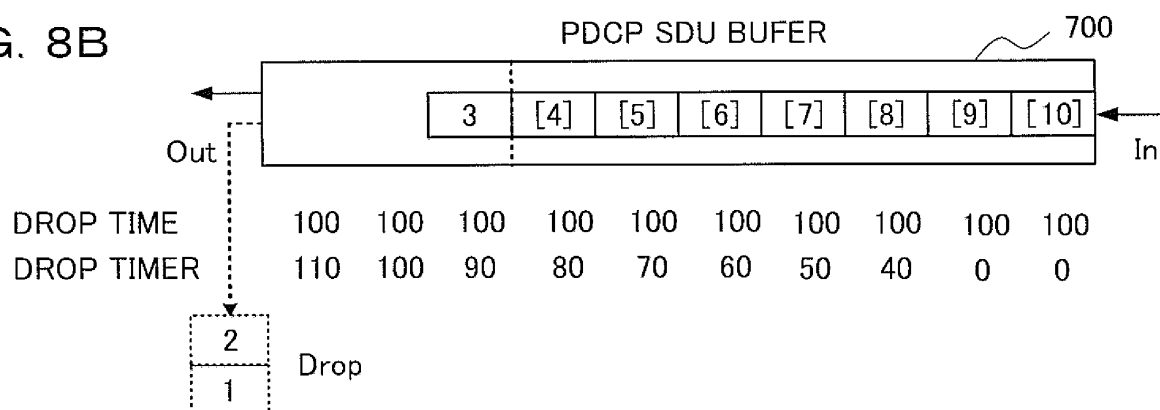 G. 8B
PDCP SDU BUFER
700
3 [4] [5] [6] [7] [8] [9] [10]
Out
In
DROP TIME 100 100 100 100 100 100 100 100 100 100
DROP TIMER 110 100 90 80 70 60 50 40 0 0
2
Drop
1